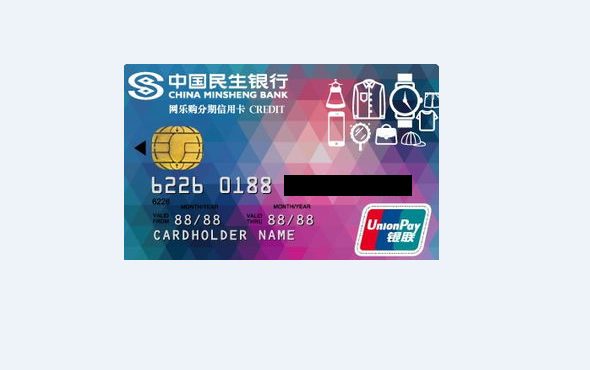 中国民生银行
CHINA MINSHENG BANK
网乐购分期信用卡 CREDIT
6226 0188
6226
MONTH/YEAR MONTH/YEAR
VALID FROM 88/88 VALID THRU 88/88
CARDHOLDER NAME
UnionPay
银联